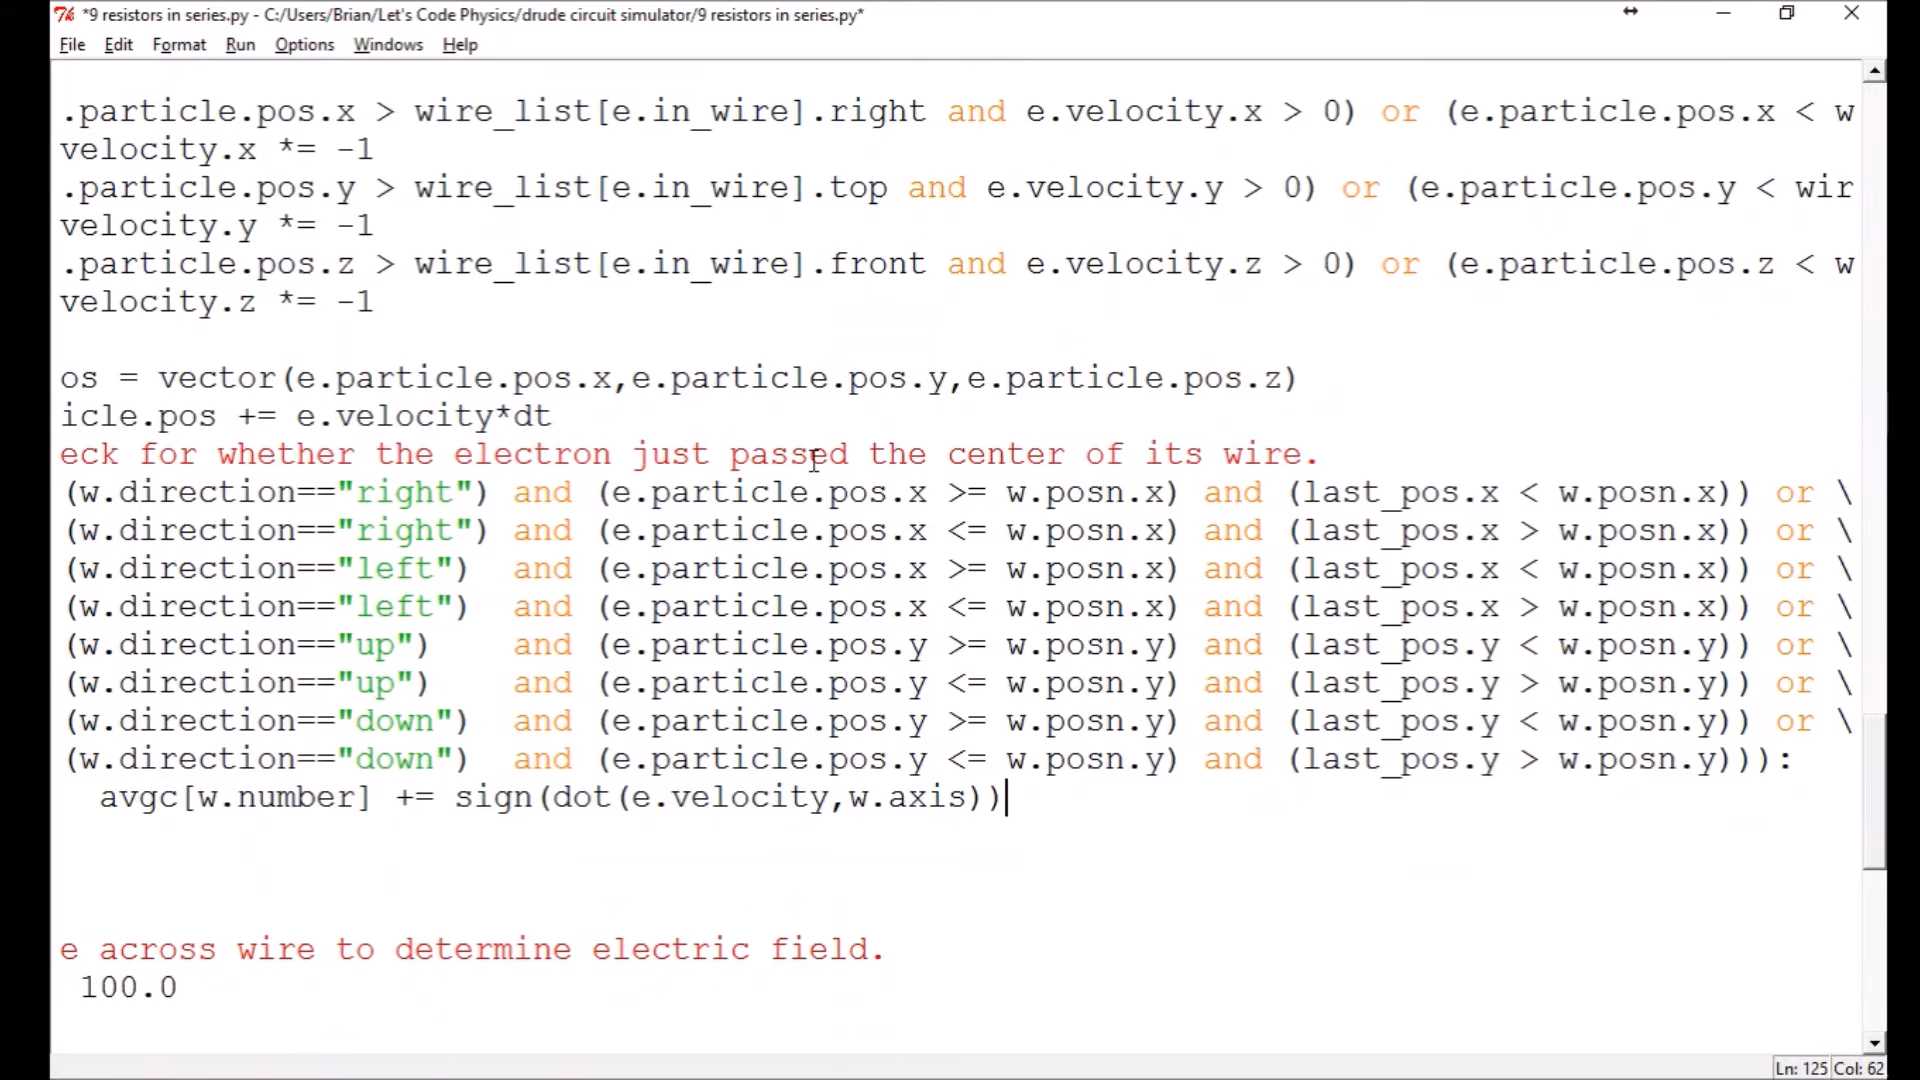 *9 resistors in series.py - C:/Users/Brian/Let's Code Physics/drude circuit simulator/9 resistors in series.py*
File Edit Format Run Options Windows Help
.particle.pos.x > wire_list[e.in_wire].right and e.velocity.x > 0) or (e.particle.pos.x < w
velocity.x *= -1
.particle.pos.y > wire_list[e.in_wire].top and e.velocity.y > 0) or (e.particle.pos.y < wir
velocity.y *= -1
.particle.pos.z > wire_list[e.in_wire].front and e.velocity.z > 0) or (e.particle.pos.z < w
velocity.z *= -1
os = vector(e.particle.pos.x,e.particle.pos.y,e.particle.pos.z)
icle.pos += e.velocity*dt
eck for whether the electron just passed the center of its wire.
(w.direction=="right") and (e.particle.pos.x >= w.posn.x) and (last_pos.x < w.posn.x)) or \
(w.direction=="right") and (e.particle.pos.x <= w.posn.x) and (last_pos.x > w.posn.x)) or \
(w.direction=="left")  and (e.particle.pos.x >= w.posn.x) and (last_pos.x < w.posn.x)) or \
(w.direction=="left")  and (e.particle.pos.x <= w.posn.x) and (last_pos.x > w.posn.x)) or \
(w.direction=="up")    and (e.particle.pos.y >= w.posn.y) and (last_pos.y < w.posn.y)) or \
(w.direction=="up")    and (e.particle.pos.y <= w.posn.y) and (last_pos.y > w.posn.y)) or \
(w.direction=="down")  and (e.particle.pos.y >= w.posn.y) and (last_pos.y < w.posn.y)) or \
(w.direction=="down")  and (e.particle.pos.y <= w.posn.y) and (last_pos.y > w.posn.y))):
avgc[w.number] += sign(dot(e.velocity,w.axis))
e across wire to determine electric field.
100.0
Ln: 125 Col: 62